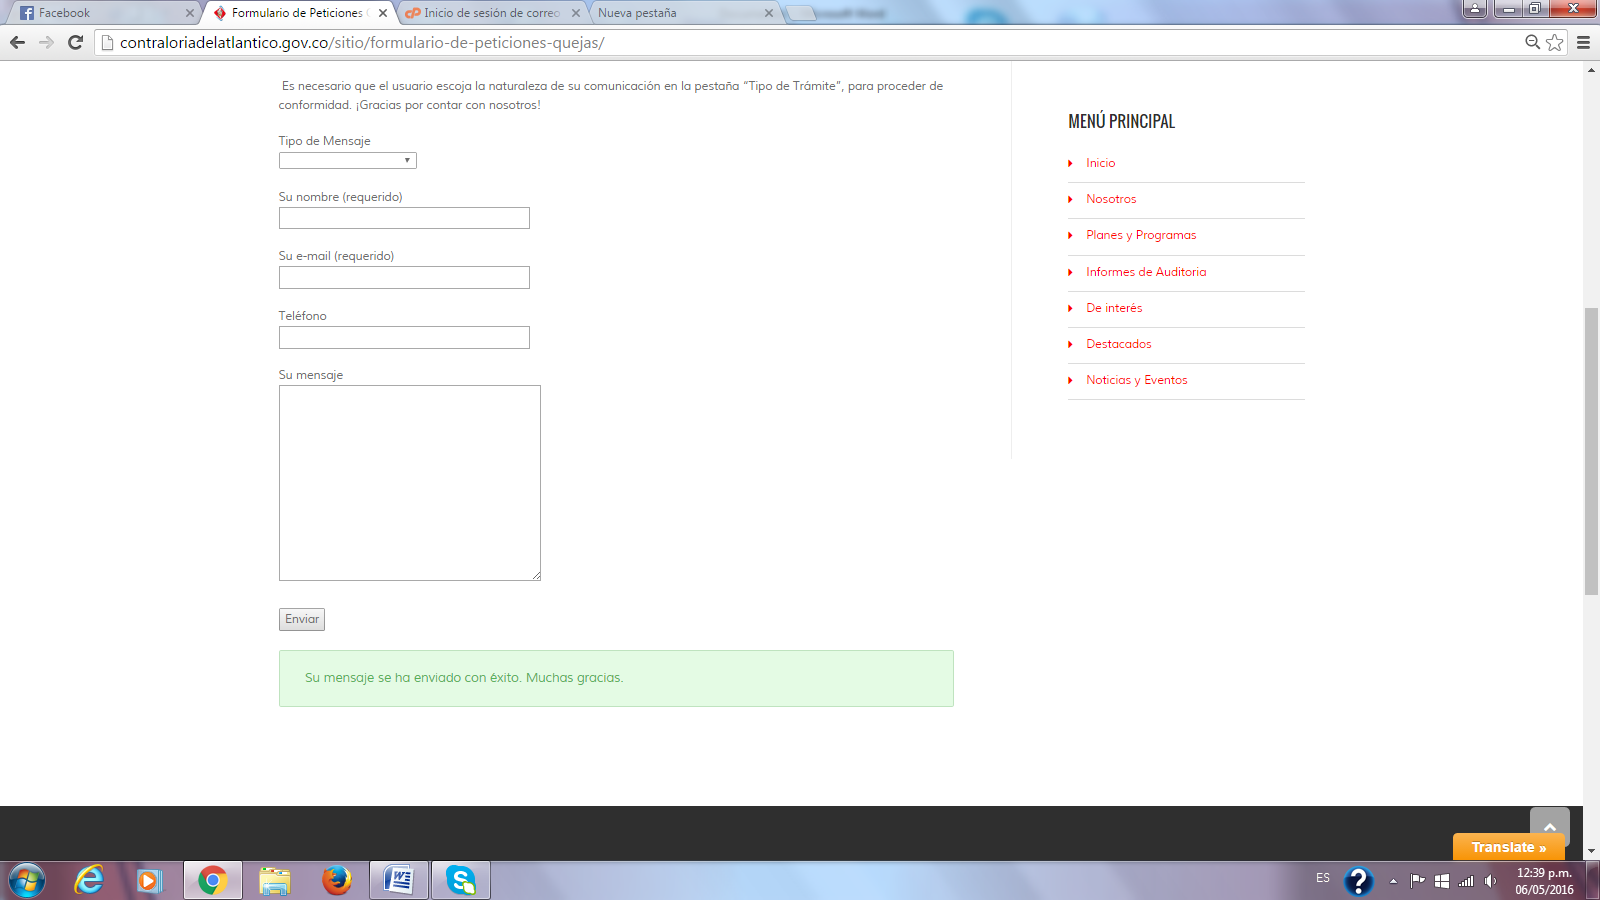 Facebook
Formulario de Peticiones
Inicio de sesión de correo
Nueva pestaña
contraloriadelatlantico.gov.co/sitio/formulario-de-peticiones-quejas/
Es necesario que el usuario escoja la naturaleza de su comunicación en la pestaña “Tipo de Trámite”, para proceder de
conformidad. ¡Gracias por contar con nosotros!
Tipo de Mensaje
Su nombre (requerido)
Su e-mail (requerido)
Teléfono
Su mensaje
Enviar
Su mensaje se ha enviado con éxito. Muchas gracias.
MENÚ PRINCIPAL
Inicio
Nosotros
Planes y Programas
Informes de Auditoria
De interés
Destacados
Noticias y Eventos
Translate »
ES
12:39 p.m.
06/05/2016